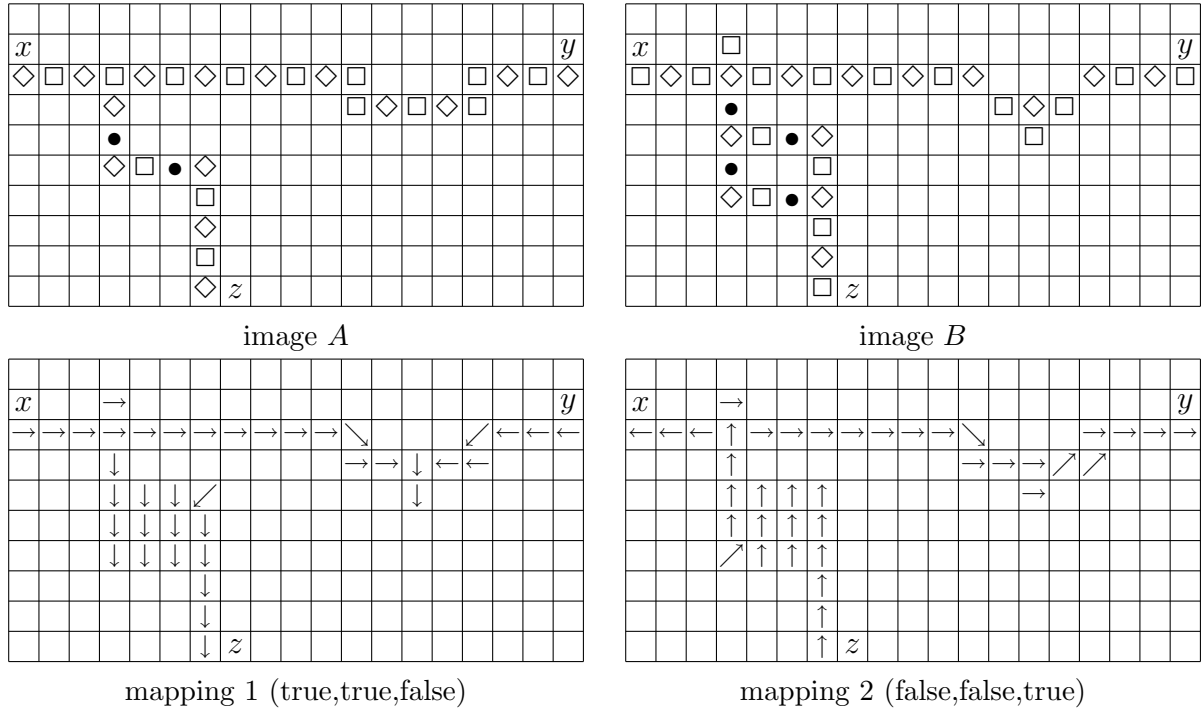 x y x y
z z
image A image B
x y x y
z z
mapping 1 (true,true,false) mapping 2 (false,false,true)